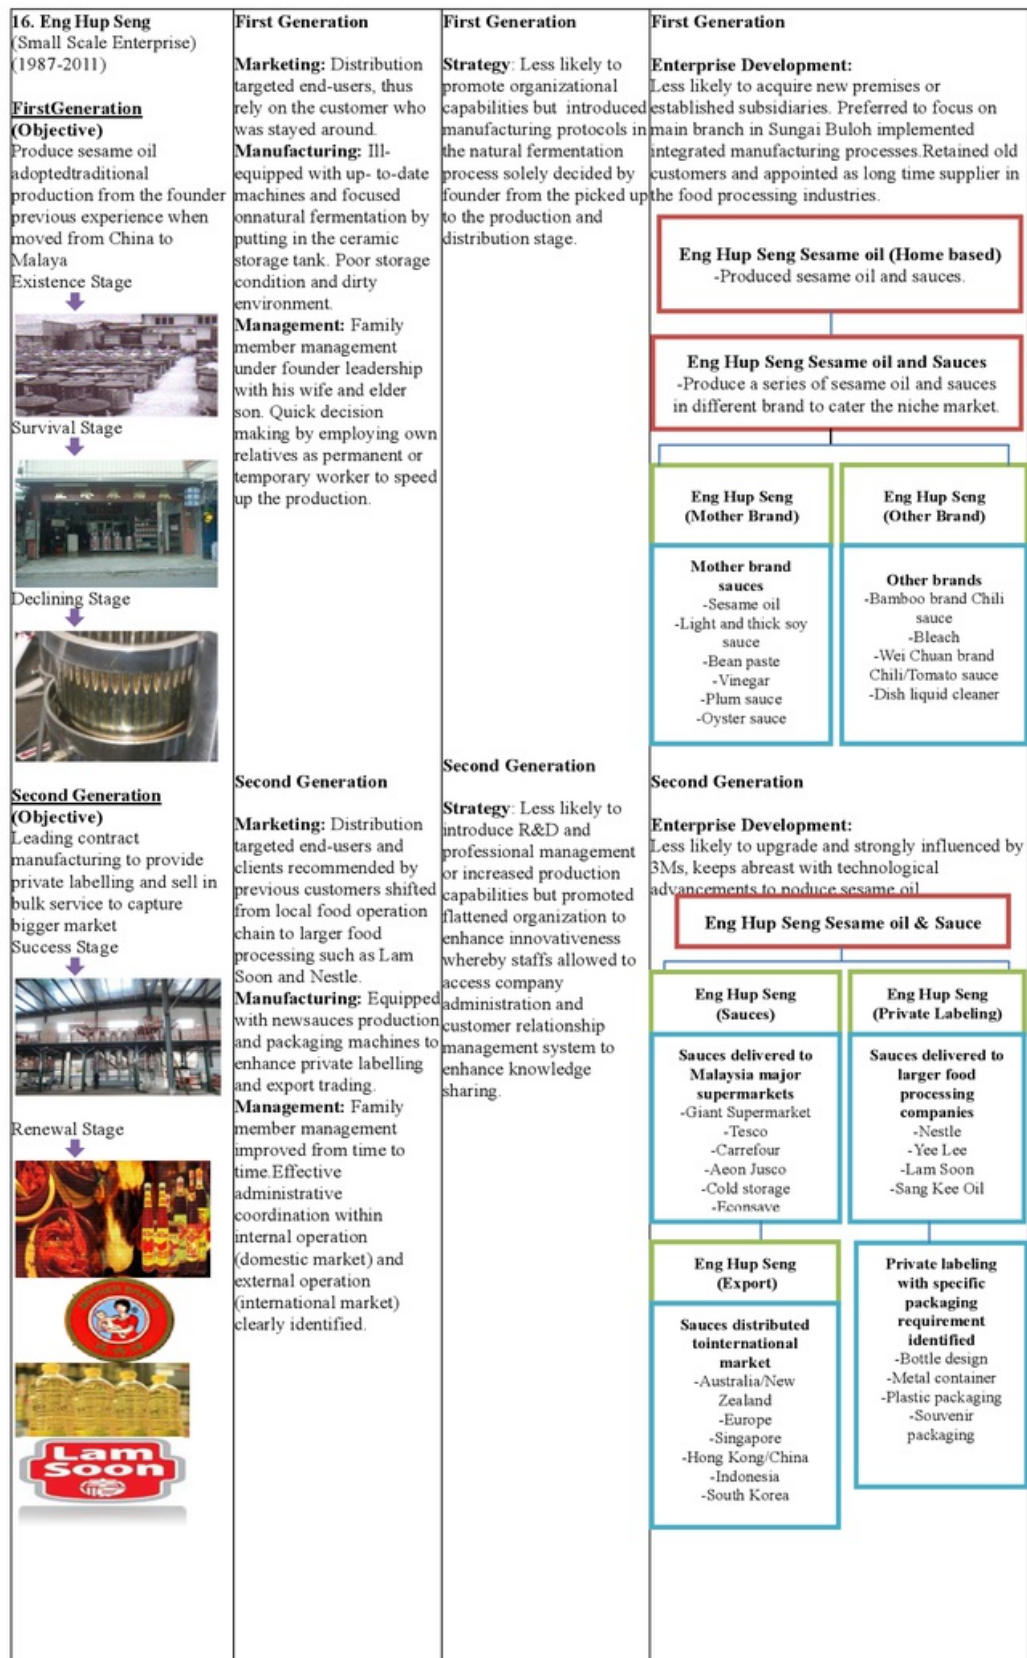 16. Eng Hup Seng
(Small Scale Enterprise)
(1987-2011)
FirstGeneration
(Objective)
Produce sesame oil
adoptedtraditional
production from the founder
previous experience when
moved from China to
Malaya
Existence Stage
Survival Stage
Declining Stage
Second Generation
(Objective)
Leading contract
manufacturing to provide
private labelling and sell in
bulk service to capture
bigger market
Success Stage
Renewal Stage
MOTHER BRAND
Lam
Soon
First Generation
Marketing: Distribution
targeted end-users, thus
rely on the customer who
was stayed around.
Manufacturing: Ill-
equipped with up- to-date
machines and focused
onnatural fermentation by
putting in the ceramic
storage tank. Poor storage
condition and dirty
environment.
Management: Family
member management
under founder leadership
with his wife and elder
son. Quick decision
making by employing own
relatives as permanent or
temporary worker to speed
up the production.
Second Generation
Marketing: Distribution
targeted end-users and
clients recommended by
previous customers shifted
from local food operation
chain to larger food
processing such as Lam
Soon and Nestle.
Manufacturing: Equipped
with newsauces production
and packaging machines to
enhance private labelling
and export trading.
Management: Family
member management
improved from time to
time.Effective
administrative
coordination within
internal operation
(domestic market) and
external operation
(international market)
clearly identified.
First Generation
Strategy: Less likely to
promote organizational
capabilities but introduced
manufacturing protocols in
the natural fermentation
process solely decided by
founder from the picked up
to the production and
distribution stage.
Second Generation
Strategy: Less likely to
introduce R&D and
professional management
or increased production
capabilities but promoted
flattened organization to
enhance innovativeness
whereby staffs allowed to
access company
administration and
customer relationship
management system to
enhance knowledge
sharing.
First Generation
Enterprise Development:
Less likely to acquire new premises or
established subsidiaries. Preferred to focus on
main branch in Sungai Buloh implemented
integrated manufacturing processes.Retained old
customers and appointed as long time supplier in
the food processing industries.
Eng Hup Seng Sesame oil (Home based)
-Produced sesame oil and sauces.
Eng Hup Seng Sesame oil and Sauces
-Produce a series of sesame oil and sauces
in different brand to cater the niche market.
Eng Hup Seng
(Mother Brand)
Mother brand
sauces
-Sesame oil
-Light and thick soy
sauce
-Bean paste
-Vinegar
-Plum sauce
-Oyster sauce
Eng Hup Seng
(Other Brand)
Other brands
-Bamboo brand Chili
sauce
-Bleach
-Wei Chuan brand
Chili/Tomato sauce
-Dish liquid cleaner
Second Generation
Enterprise Development:
Less likely to upgrade and strongly influenced by
3Ms, keeps abreast with technological
advancements to poduce sesame oil
Eng Hup Seng Sesame oil & Sauce
Eng Hup Seng
(Sauces)
Sauces delivered to
Malaysia major
supermarkets
-Giant Supermarket
-Tesco
-Carrefour
-Aeon Jusco
-Cold storage
-Econsave
Eng Hup Seng
(Private Labeling)
Sauces delivered to
larger food
processing
companies
-Nestle
-Yee Lee
-Lam Soon
-Sang Kee Oil
Eng Hup Seng
(Export)
Sauces distributed
tointernational
market
-Australia/New
Zealand
-Europe
-Singapore
-Hong Kong/China
-Indonesia
-South Korea
Private labeling
with specific
packaging
requirement
identified
-Bottle design
-Metal container
-Plastic packaging
-Souvenir
packaging